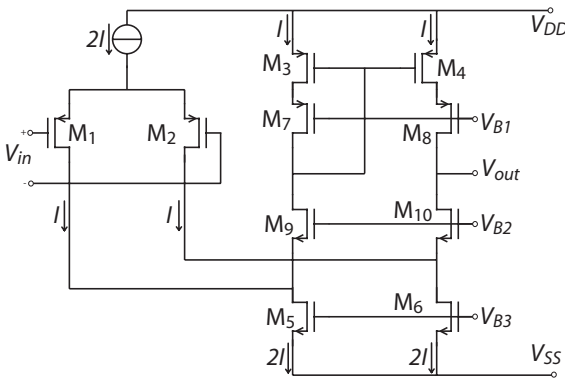 2I
I
I
V_DD
M3
M4
+
M1
M2
M7
M8
V_B1
V_in
-
V_out
I
I
M9
M10
V_B2
M5
M6
V_B3
2I
2I
V_SS